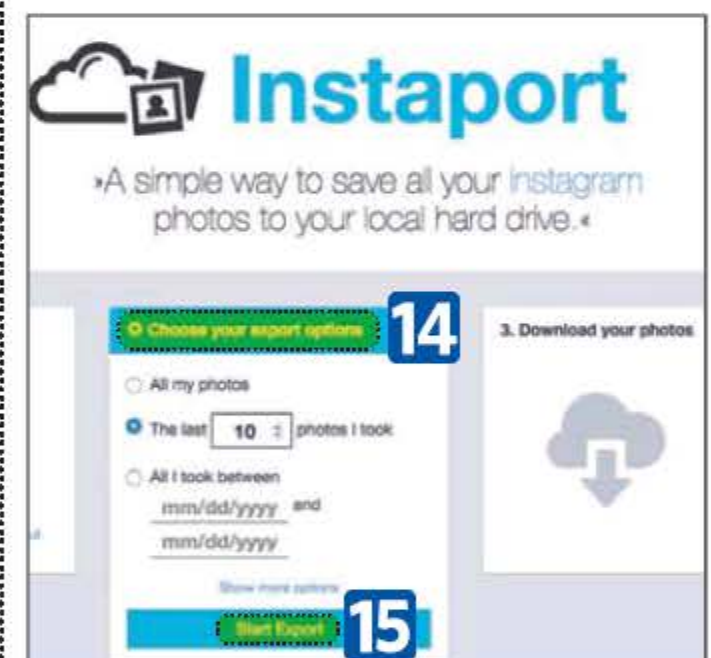 Instaport
»A simple way to save all your instagram
photos to your local hard drive.«
Choose your export options
14
All my photos
The last 10 photos I took
All I took between
mm/dd/yyyy and
mm/dd/yyyy
Show more options
Start Export
15
3. Download your photos